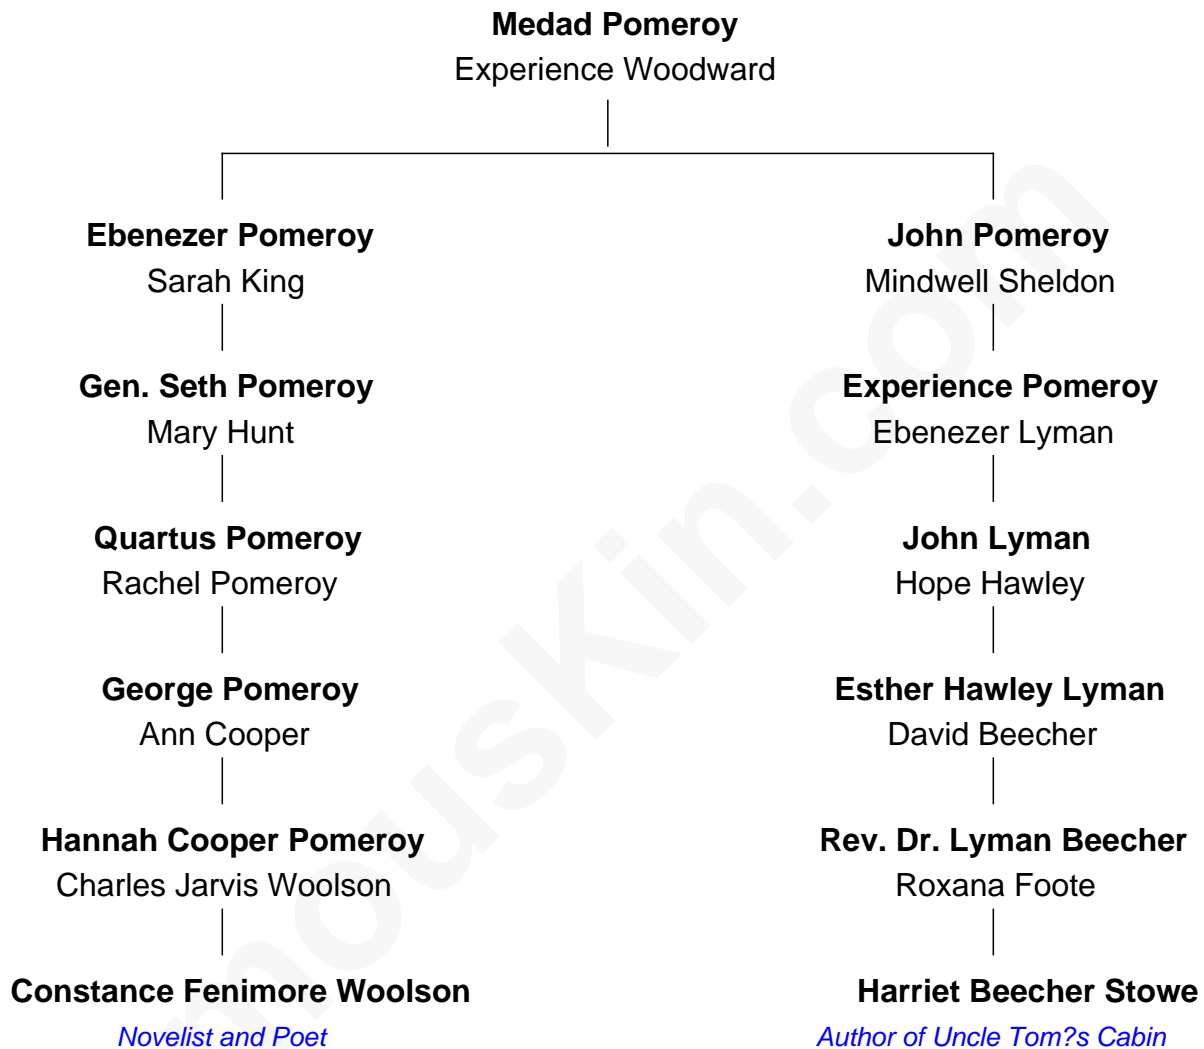 Medad Pomeroy
Experience Woodward
Ebenezer Pomeroy
Sarah King
John Pomeroy
Mindwell Sheldon
Gen. Seth Pomeroy
Mary Hunt
Experience Pomeroy
Ebenezer Lyman
Quartus Pomeroy
Rachel Pomeroy
John Lyman
Hope Hawley
George Pomeroy
Ann Cooper
Esther Hawley Lyman
David Beecher
Hannah Cooper Pomeroy
Charles Jarvis Woolson
Rev. Dr. Lyman Beecher
Roxana Foote
Constance Fenimore Woolson
Novelist and Poet
Harriet Beecher Stowe
Author of Uncle Tom?s Cabin
mousKin.com